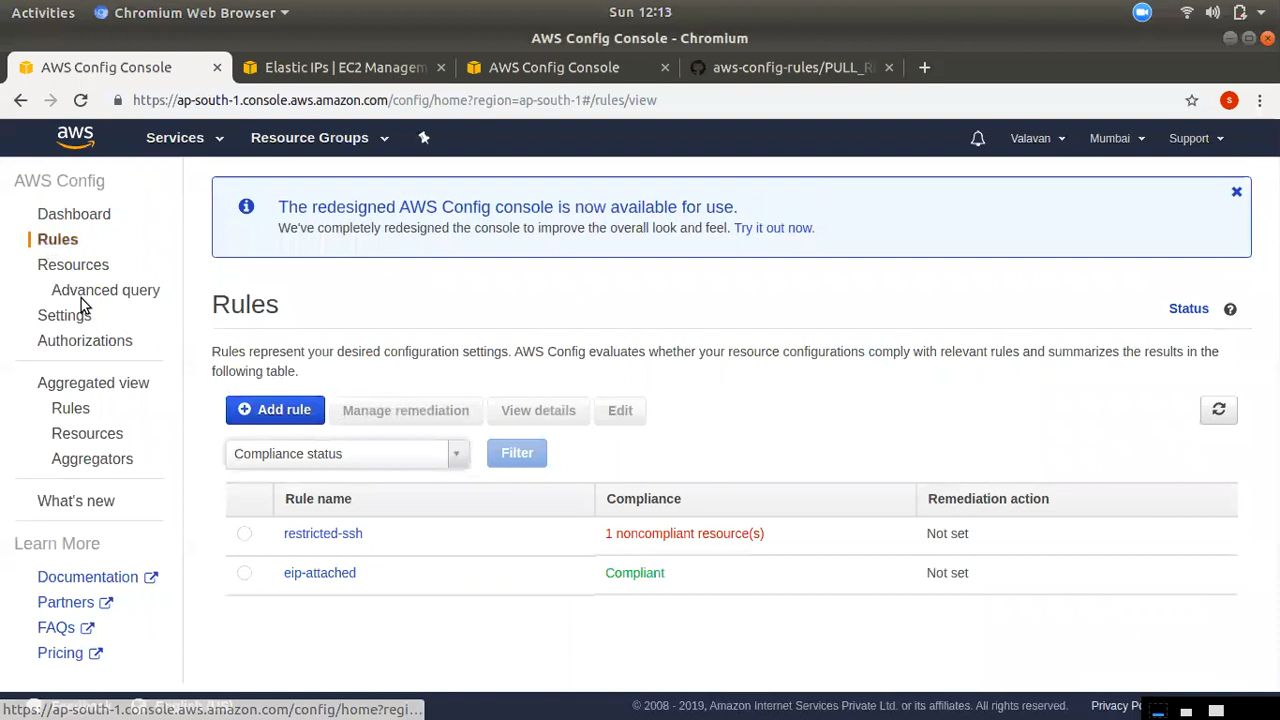 Activities
Chromium Web Browser
Sun 12:13
AWS Config Console - Chromium
AWS Config Console
Elastic IPs | EC2 Managem
AWS Config Console
aws-config-rules/PULL_R
https://ap-south-1.console.aws.amazon.com/config/home?region=ap-south-1#/rules/view
S
aws
Services
Resource Groups
Valavan
Mumbai
Support
AWS Config
Dashboard
Rules
Resources
Advanced query
Settings
Authorizations
Aggregated view
Rules
Resources
Aggregators
What's new
Learn More
Documentation
Partners
FAQs
Pricing
The redesigned AWS Config console is now available for use.
We've completely redesigned the console to improve the overall look and feel. Try it out now.
Rules
Status
Rules represent your desired configuration settings. AWS Config evaluates whether your resource configurations comply with relevant rules and summarizes the results in the
following table.
Add rule
Manage remediation
View details
Edit
Compliance status
Filter
Rule name
Compliance
Remediation action
restricted-ssh
1 noncompliant resource(s)
Not set
eip-attached
Compliant
Not set
https://ap-south-1.console.aws.amazon.com/config/home?regi...
© 2008 - 2019, Amazon Internet Services Private Ltd. or its affiliates. All rights reserved.
Privacy Po